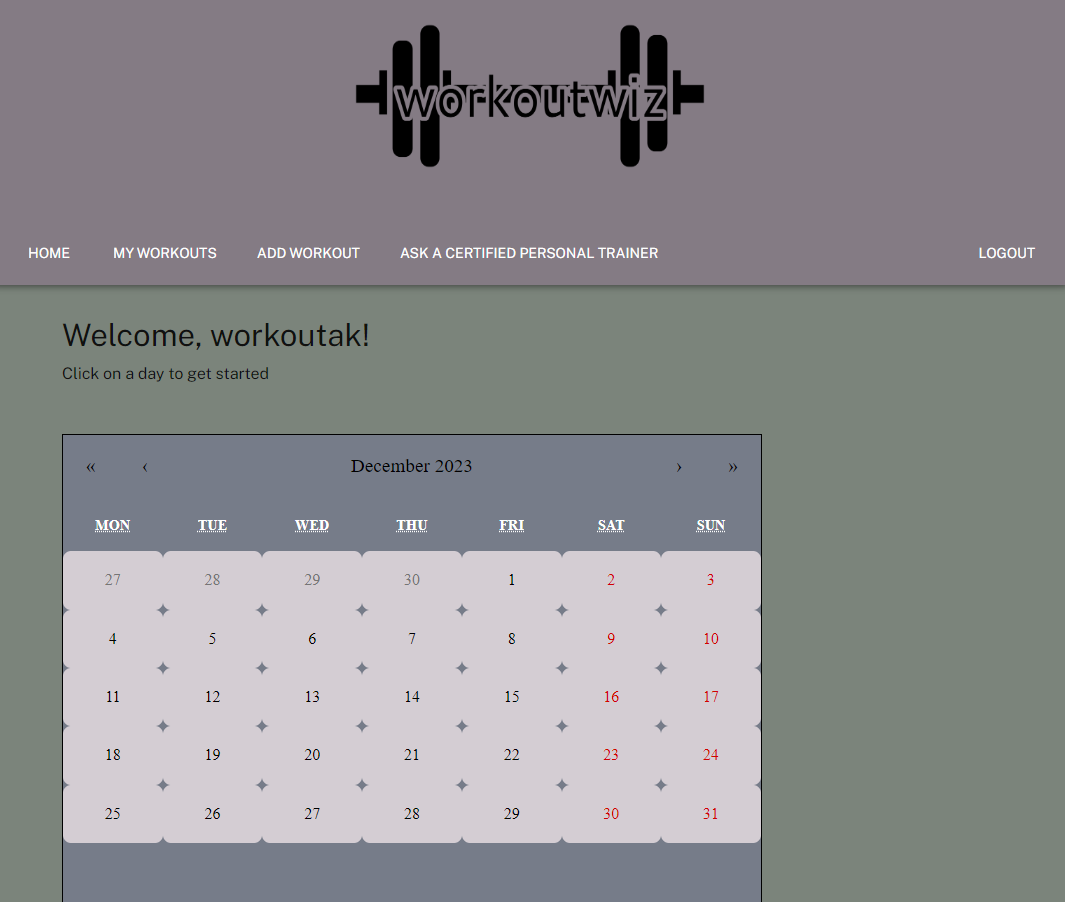 workoutwiz
HOME MY WORKOUTS ADD WORKOUT ASK A CERTIFIED PERSONAL TRAINER LOGOUT
Welcome, workoutak!
Click on a day to get started
« ‹ December 2023 › »
MON TUE WED THU FRI SAT SUN
27 28 29 30 1 2 3
4 5 6 7 8 9 10
11 12 13 14 15 16 17
18 19 20 21 22 23 24
25 26 27 28 29 30 31